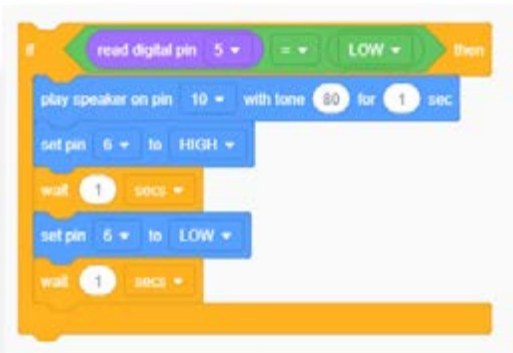 if read digital pin 5 = LOW then
play speaker on pin 10 with tone 80 for 1 sec
set pin 6 to HIGH
wait 1 secs
set pin 6 to LOW
wait 1 secs